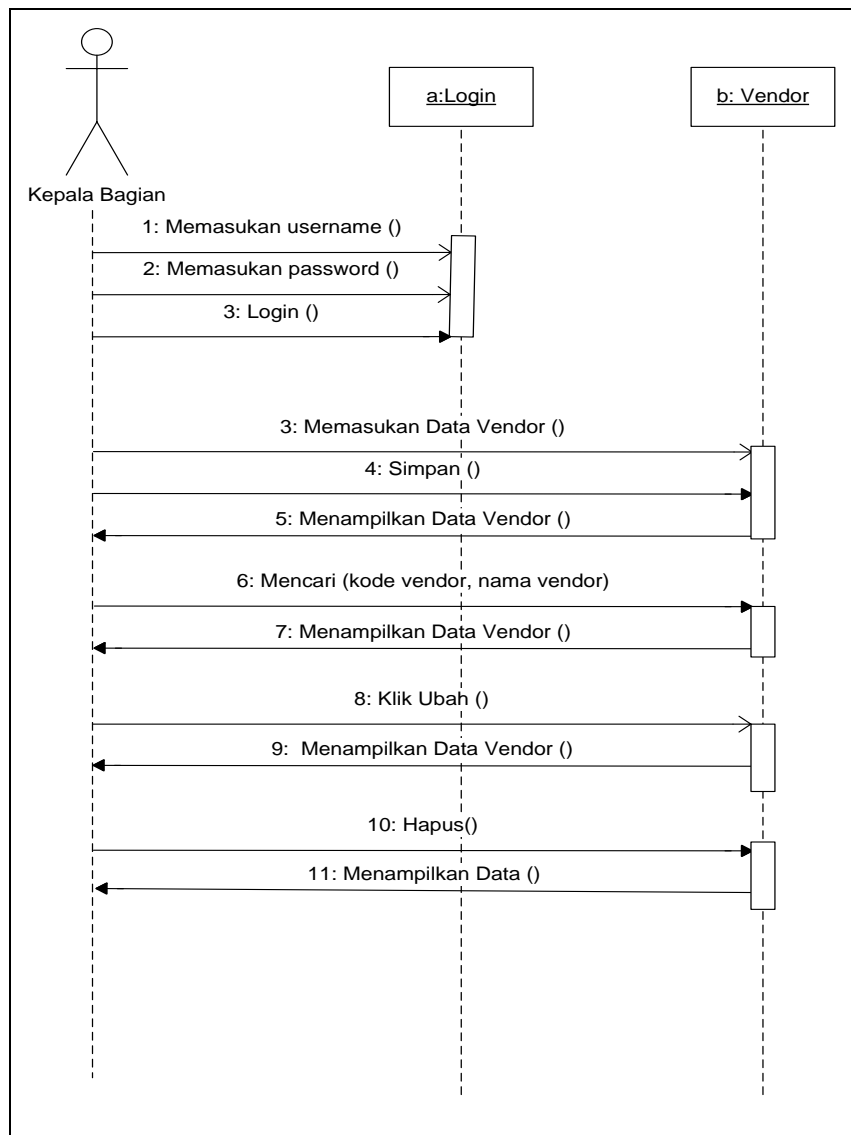 a:Login
b: Vendor
Kepala Bagian
1: Memasukan username ()
2: Memasukan password ()
3: Login ()
3: Memasukan Data Vendor ()
4: Simpan ()
5: Menampilkan Data Vendor ()
6: Mencari (kode vendor, nama vendor)
7: Menampilkan Data Vendor ()
8: Klik Ubah ()
9:  Menampilkan Data Vendor ()
10: Hapus()
11: Menampilkan Data ()